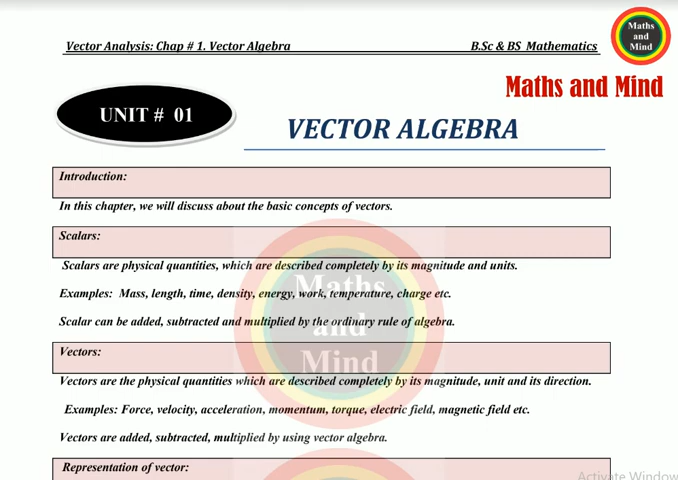 Vector Analysis: Chap # 1. Vector Algebra
B.Sc & BS Mathematics
Maths
and
Mind
Maths and Mind
UNIT # 01
VECTOR ALGEBRA
Introduction:
In this chapter, we will discuss about the basic concepts of vectors.
Scalars:
Scalars are physical quantities, which are described completely by its magnitude and units.
Examples: Mass, length, time, density, energy, work, temperature, charge etc.
Scalar can be added, subtracted and multiplied by the ordinary rule of algebra.
Maths
and
Mind
Vectors:
Vectors are the physical quantities which are described completely by its magnitude, unit and its direction.
Examples: Force, velocity, acceleration, momentum, torque, electric field, magnetic field etc.
Vectors are added, subtracted, multiplied by using vector algebra.
Representation of vector:
Activate Window